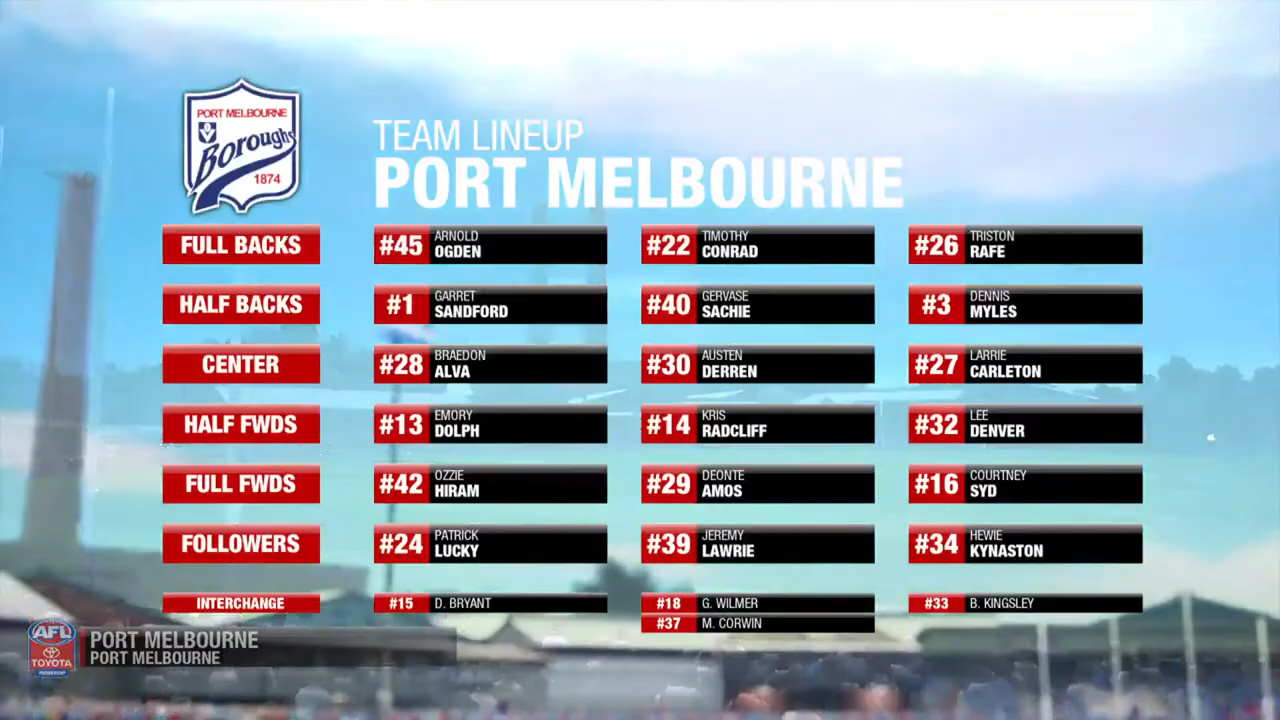 PORT MELBOURNE
Boroughs
1874
TEAM LINEUP
PORT MELBOURNE
FULL BACKS
#45 ARNOLD OGDEN
#22 TIMOTHY CONRAD
#26 TRISTON RAFE
HALF BACKS
#1 GARRET SANDFORD
#40 GERVASE SACHIE
#3 DENNIS MYLES
CENTER
#28 BRAEDON ALVA
#30 AUSTEN DERREN
#27 LARRIE CARLETON
HALF FWDS
#13 EMORY DOLPH
#14 KRIS RADCLIFF
#32 LEE DENVER
FULL FWDS
#42 OZZIE HIRAM
#29 DEONTE AMOS
#16 COURTNEY SYD
FOLLOWERS
#24 PATRICK LUCKY
#39 JEREMY LAWRIE
#34 HEWIE KYNASTON
INTERCHANGE
#15 D. BRYANT
#18 G. WILMER
#33 B. KINGSLEY
#37 M. CORWIN
AFL
TOYOTA
PORT MELBOURNE
PORT MELBOURNE